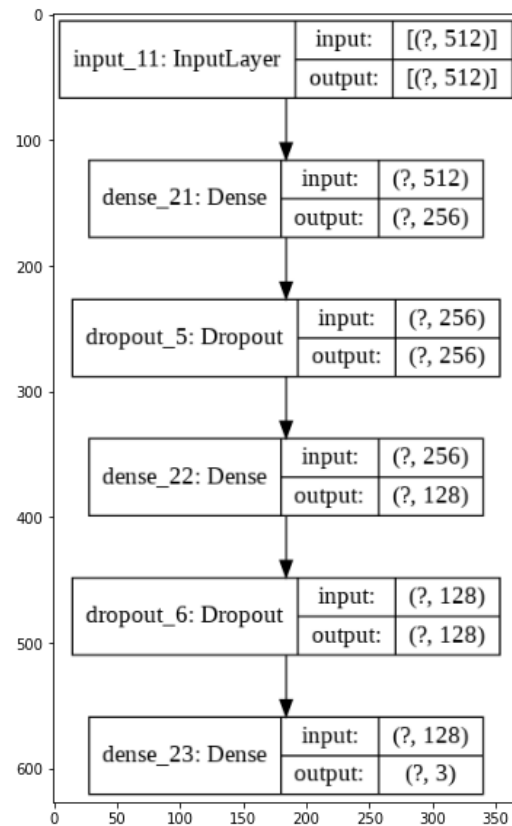 0
100
200
300
400
500
600
input_11: InputLayer
input: [(?, 512)]
output: [(?, 512)]
dense_21: Dense
input: (?, 512)
output: (?, 256)
dropout_5: Dropout
input: (?, 256)
output: (?, 256)
dense_22: Dense
input: (?, 256)
output: (?, 128)
dropout_6: Dropout
input: (?, 128)
output: (?, 128)
dense_23: Dense
input: (?, 128)
output: (?, 3)
0 50 100 150 200 250 300 350